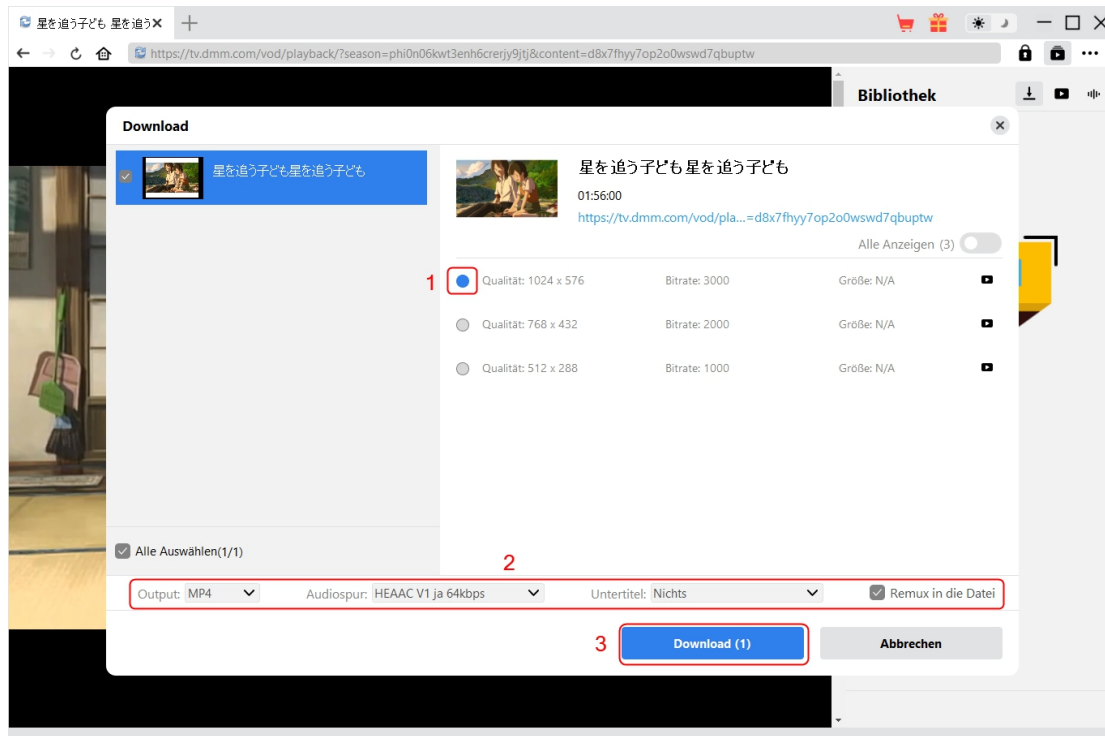 星を追う子ども 星を追う
https://tv.dmm.com/vod/playback/?season=phi0n06kwt3enh6crerjy9jtj&content=d8x7fhyy7op2o0wswd7qbuptw
Bibliothek
Download
星を追う子ども星を追う子ども
星を追う子ども 星を追う子ども
01:56:00
https://tv.dmm.com/vod/pla...=d8x7fhyy7op2o0wswd7qbuptw
Alle Anzeigen (3)
1
Qualität: 1024 x 576 Bitrate: 3000 Größe: N/A
Qualität: 768 x 432 Bitrate: 2000 Größe: N/A
Qualität: 512 x 288 Bitrate: 1000 Größe: N/A
Alle Auswählen(1/1)
2
Output: MP4 Audiospur: HEAAC V1 ja 64kbps Untertitel: Nichts Remux in die Datei
3 Download (1) Abbrechen